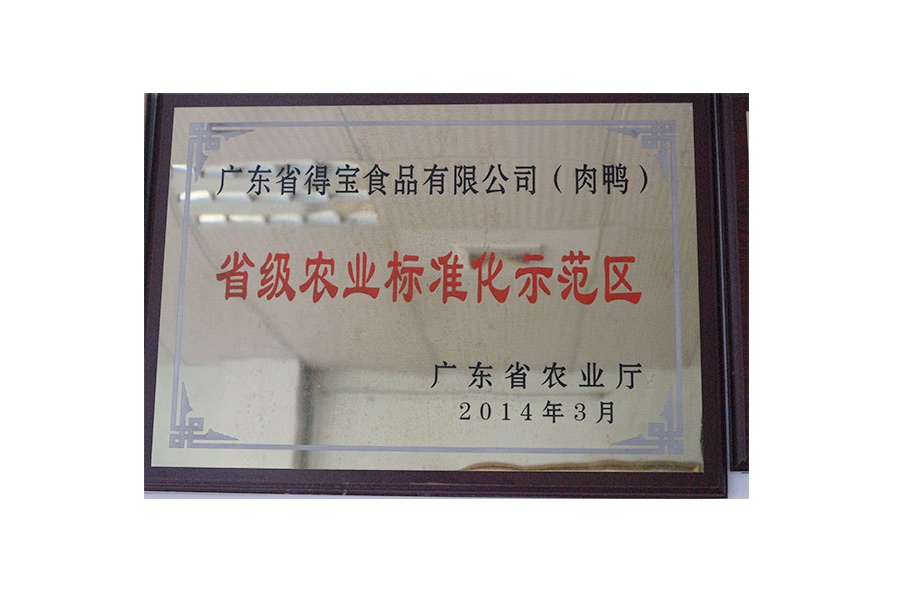 广东省得宝食品有限公司（肉鸭）
省级农业标准化示范区
广东省农业厅
2014年3月